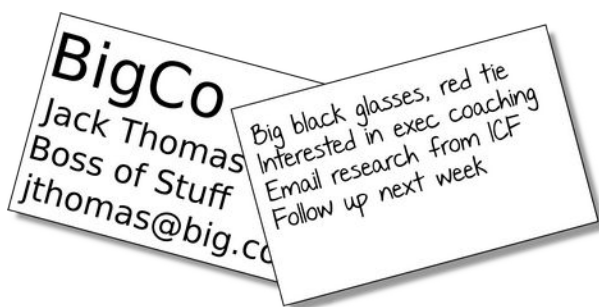 BigCo
Jack Thomas
Boss of Stuff
jthomas@big.co
Big black glasses, red tie
Interested in exec coaching
Email research from ICF
Follow up next week